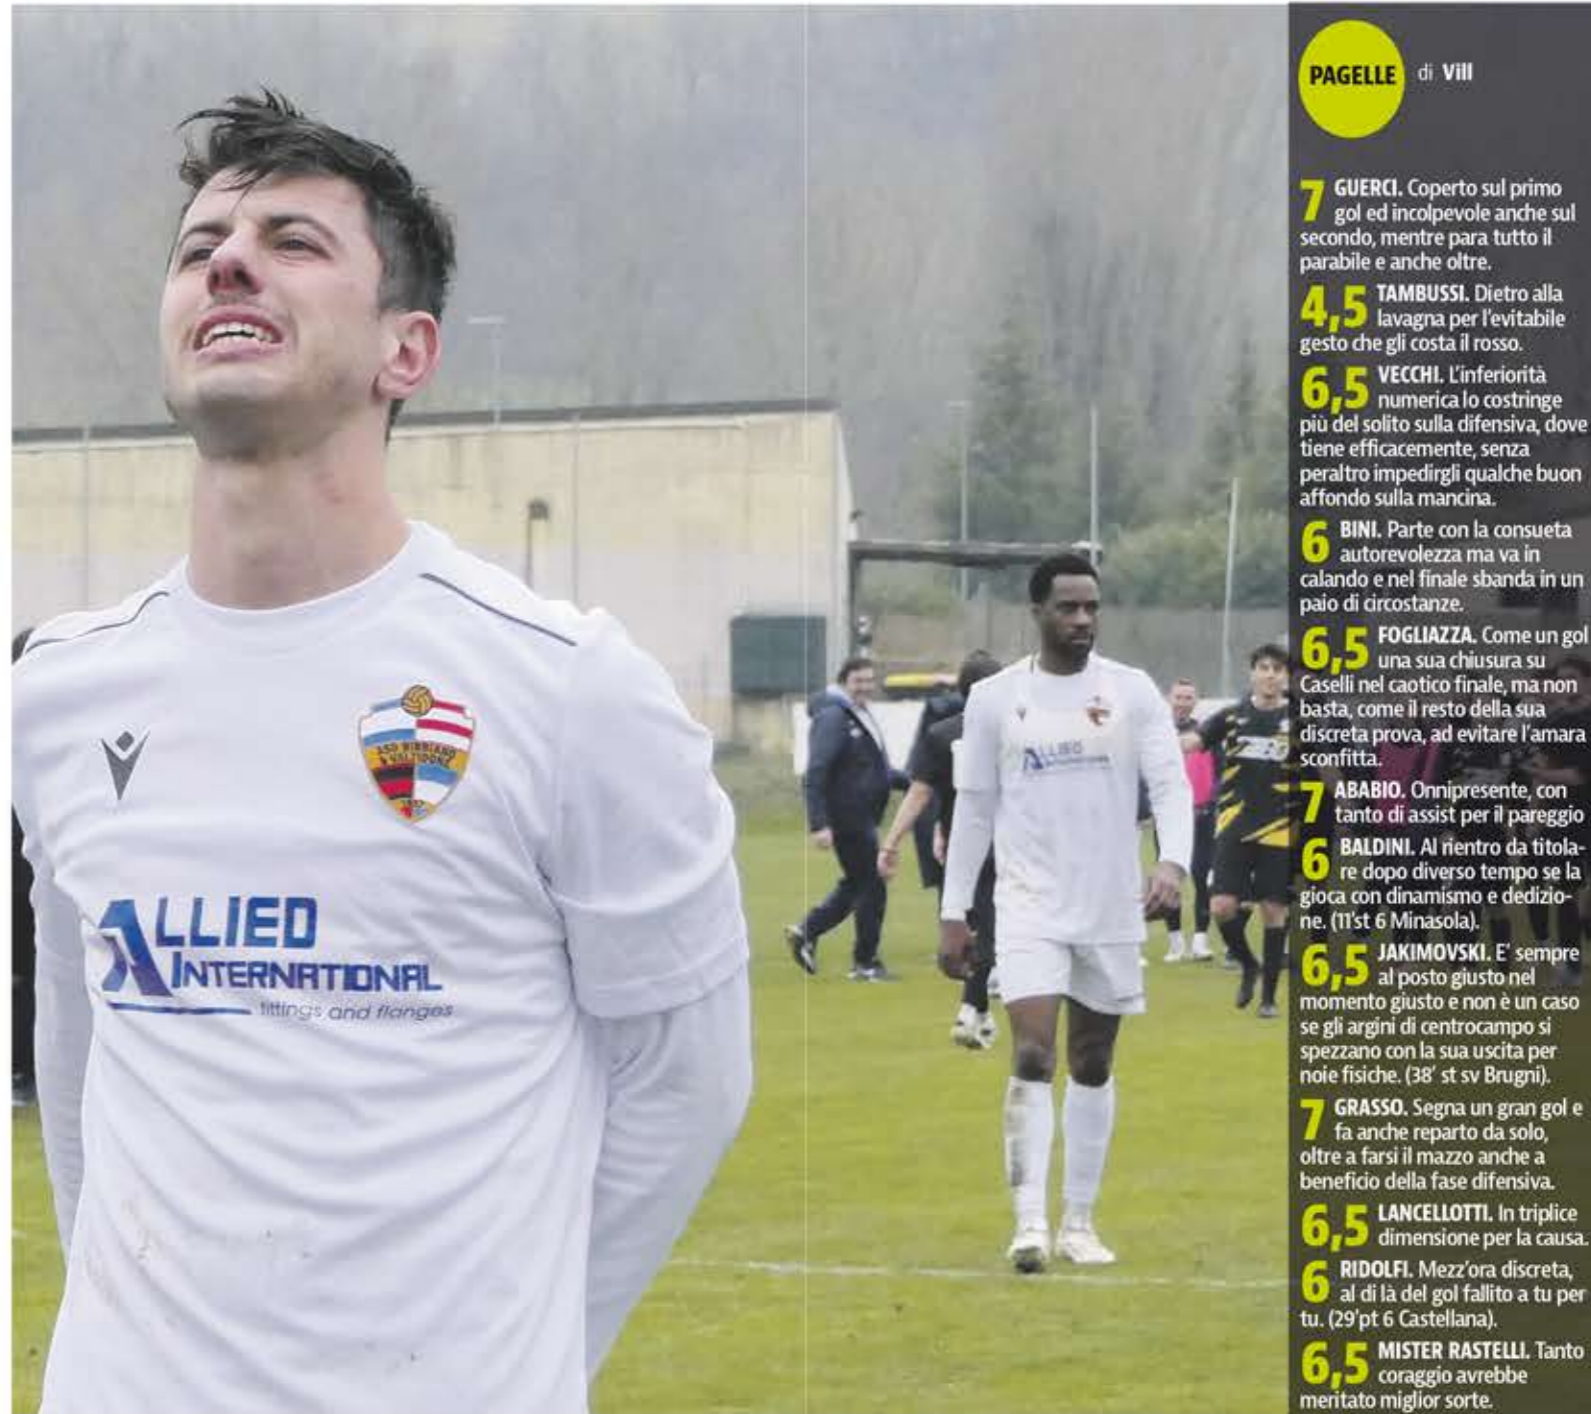 PAGELLE di Vill
7 GUERCI. Coperto sul primo
gol ed incolpevole anche sul
secondo, mentre para tutto il
parabile e anche oltre.
4,5 TAMBUSSI. Dietro alla
lavagna per l'evitabile
gesto che gli costa il rosso.
6,5 VECCHI. L'inferiorità
numerica lo costringe
più del solito sulla difensiva, dove
tiene efficacemente, senza
peraltro impedirgli qualche buon
affondo sulla mancina.
6 BINI. Parte con la consueta
autorevolezza ma va in
calando e nel finale sbanda in un
paio di circostanze.
6,5 FOGLIAZZA. Come un gol
una sua chiusura su
Caselli nel caotico finale, ma non
basta, come il resto della sua
discreta prova, ad evitare l'amara
sconfitta.
7 ABABIO. Onnipresente, con
tanto di assist per il pareggio
6 BALDINI. Al rientro da titola-
re dopo diverso tempo se la
gioca con dinamismo e dedizio-
ne. (11'st 6 Minasola).
6,5 JAKIMOVSKI. E' sempre
al posto giusto nel
momento giusto e non è un caso
se gli argini di centrocampo si
spezzano con la sua uscita per
noie fisiche. (38' st sv Brugni).
7 GRASSO. Segna un gran gol e
fa anche reparto da solo,
oltre a farsi il mazzo anche a
beneficio della fase difensiva.
6,5 LANCELLOTTI. In triplice
dimensione per la causa.
6 RIDOLFI. Mezz'ora discreta,
al di là del gol fallito a tu per
tu. (29'pt 6 Castellana).
6,5 MISTER RASTELLI. Tanto
coraggio avrebbe
meritato miglior sorte.
ASD BIBBIANO
& VALTIDONE
ALLIED
INTERNATIONAL
fittings and flanges
ALLIED
INTERNATIONAL